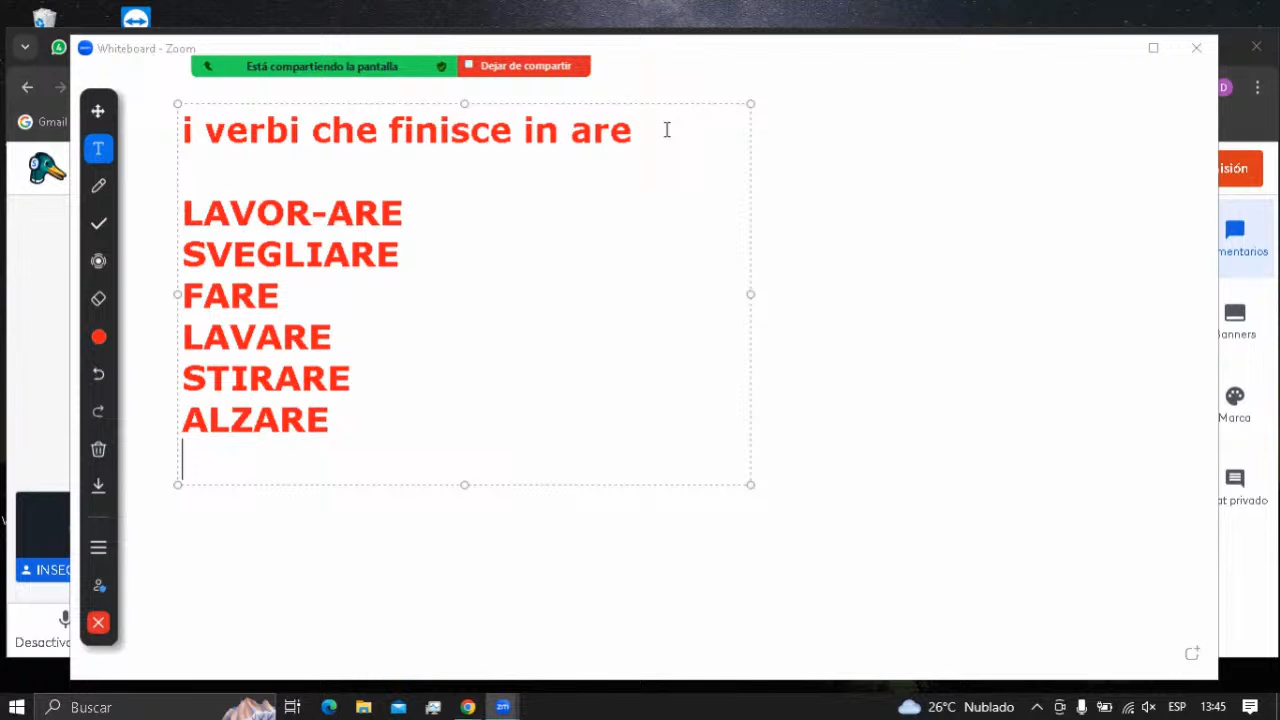 Whiteboard - Zoom
Está compartiendo la pantalla
Dejar de compartir
Gmail
i verbi che finisce in are
LAVOR-ARE
SVEGLIARE
FARE
LAVARE
STIRARE
ALZARE
T
D
isión
mentarios
Banners
Marca
at privado
INSEC
Desactiv
Buscar
26°C Nublado
ESP
13:45